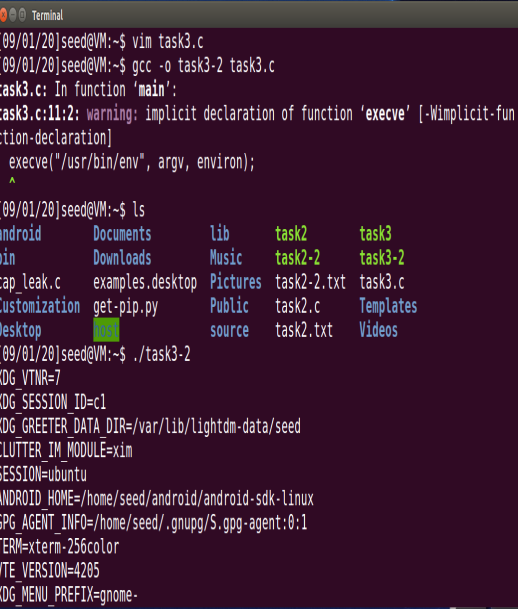 Terminal
[09/01/20]seed@VM:~$ vim task3.c
[09/01/20]seed@VM:~$ gcc -o task3-2 task3.c
task3.c: In function ‘main’:
task3.c:11:2: warning: implicit declaration of function ‘execve’ [-Wimplicit-fun
ction-declaration]
execve("/usr/bin/env", argv, environ);
^
[09/01/20]seed@VM:~$ ls
android Documents lib task2 task3
bin Downloads Music task2-2 task3-2
cap_leak.c examples.desktop Pictures task2-2.txt task3.c
Customization get-pip.py Public task2.c Templates
Desktop host source task2.txt Videos
[09/01/20]seed@VM:~$ ./task3-2
XDG_VTNR=7
XDG_SESSION_ID=c1
XDG_GREETER_DATA_DIR=/var/lib/lightdm-data/seed
CLUTTER_IM_MODULE=xim
SESSION=ubuntu
ANDROID_HOME=/home/seed/android/android-sdk-linux
GPG_AGENT_INFO=/home/seed/.gnupg/S.gpg-agent:0:1
TERM=xterm-256color
VTE_VERSION=4205
XDG_MENU_PREFIX=gnome-